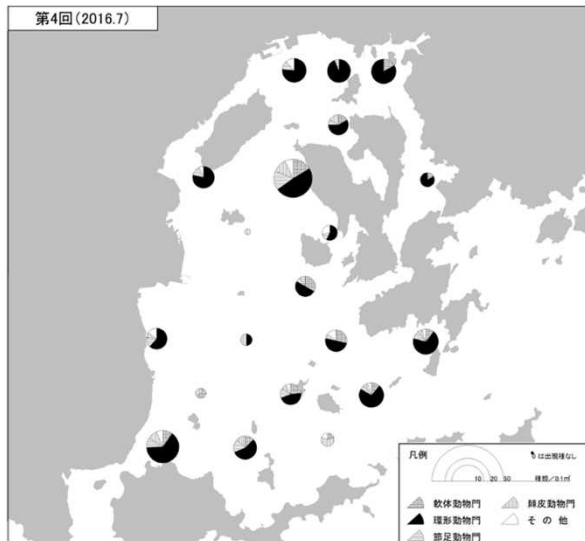 第4回(2016.7)
凡例
は出現種なし
10 20 50
種類/0.1㎡
軟体動物門
棘皮動物門
環形動物門
その他
節足動物門